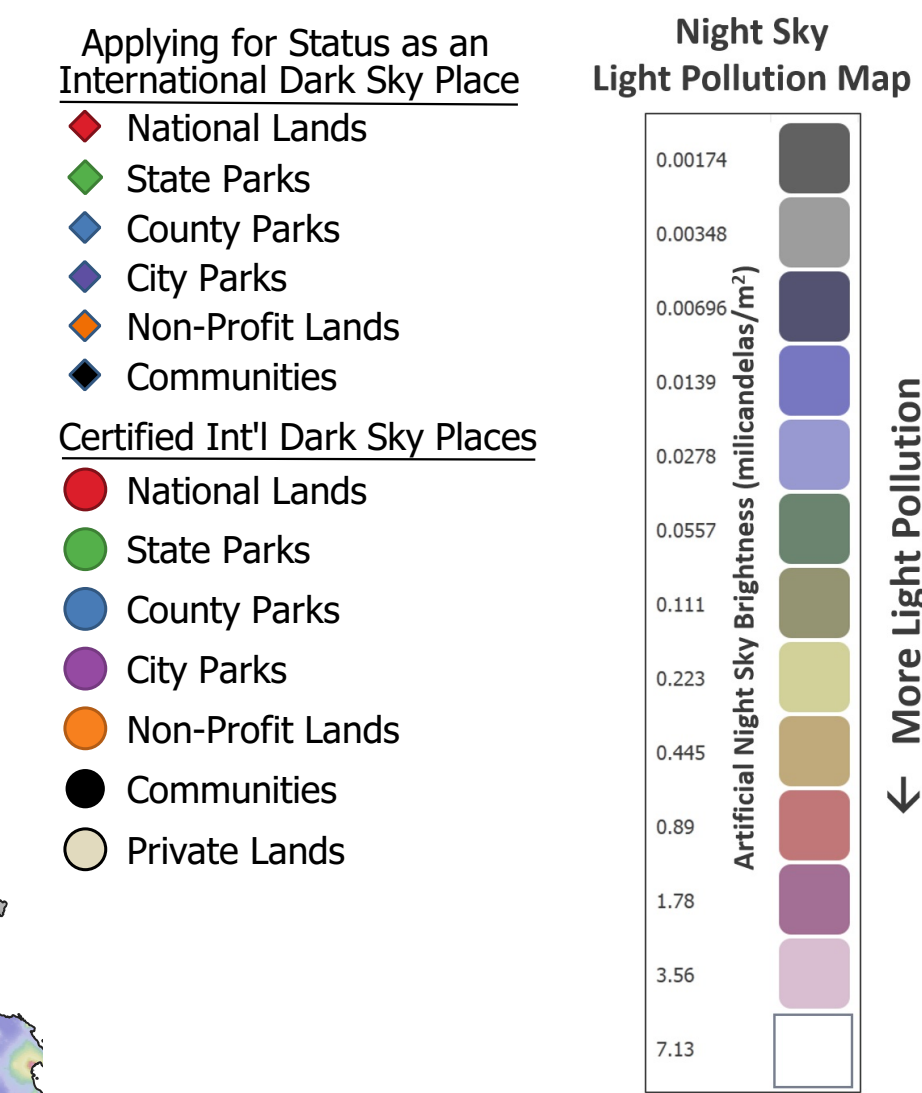 Applying for Status as an
International Dark Sky Place
National Lands
State Parks
County Parks
City Parks
Non-Profit Lands
Communities
Certified Int'l Dark Sky Places
National Lands
State Parks
County Parks
City Parks
Non-Profit Lands
Communities
Private Lands
Night Sky
Light Pollution Map
0.00174
0.00348
0.00696
0.0139
0.0278
0.0557
0.111
0.223
0.445
0.89
1.78
3.56
7.13
Artificial Night Sky Brightness (milicandelas/m²)
← More Light Pollution